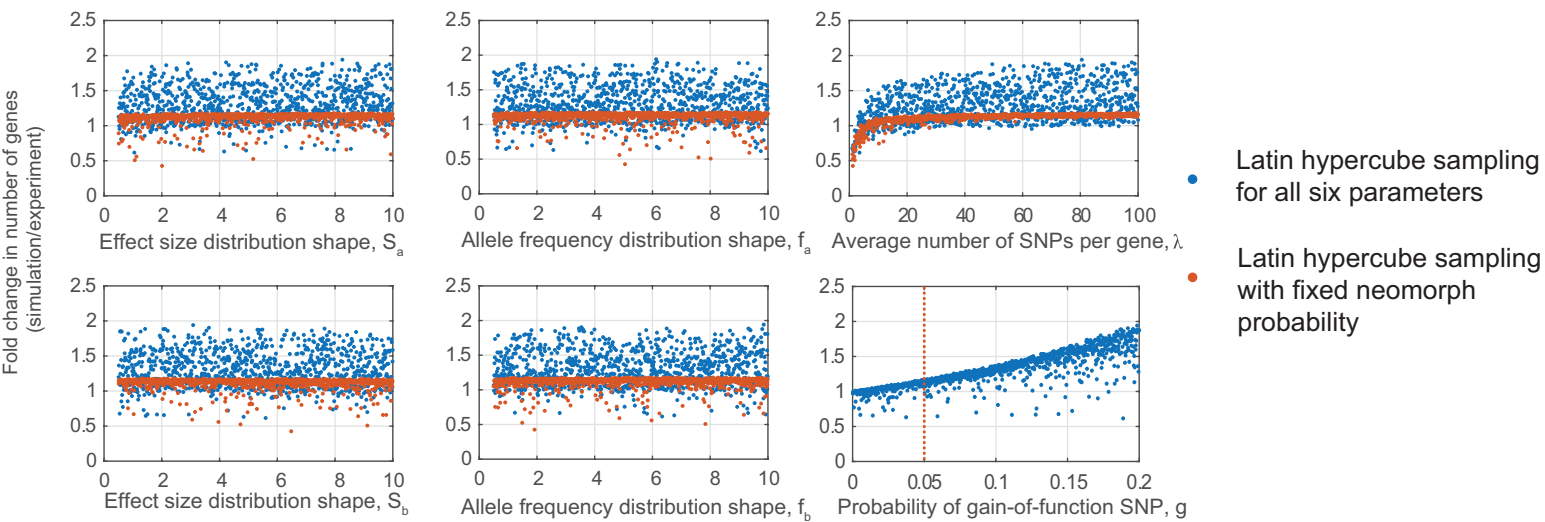 Fold change in number of genes
(simulation/experiment)
2.5
2
1.5
1
0.5
0
0 2 4 6 8 10
Effect size distribution shape, Sa
2.5
2
1.5
1
0.5
0
0 2 4 6 8 10
Allele frequency distribution shape, fa
2.5
2
1.5
1
0.5
0
0 20 40 60 80 100
Average number of SNPs per gene, λ
2.5
2
1.5
1
0.5
0
0 2 4 6 8 10
Effect size distribution shape, Sb
2.5
2
1.5
1
0.5
0
0 2 4 6 8 10
Allele frequency distribution shape, fb
2.5
2
1.5
1
0.5
0
0 0.05 0.1 0.15 0.2
Probability of gain-of-function SNP, g
Latin hypercube sampling
for all six parameters
Latin hypercube sampling
with fixed neomorph
probability